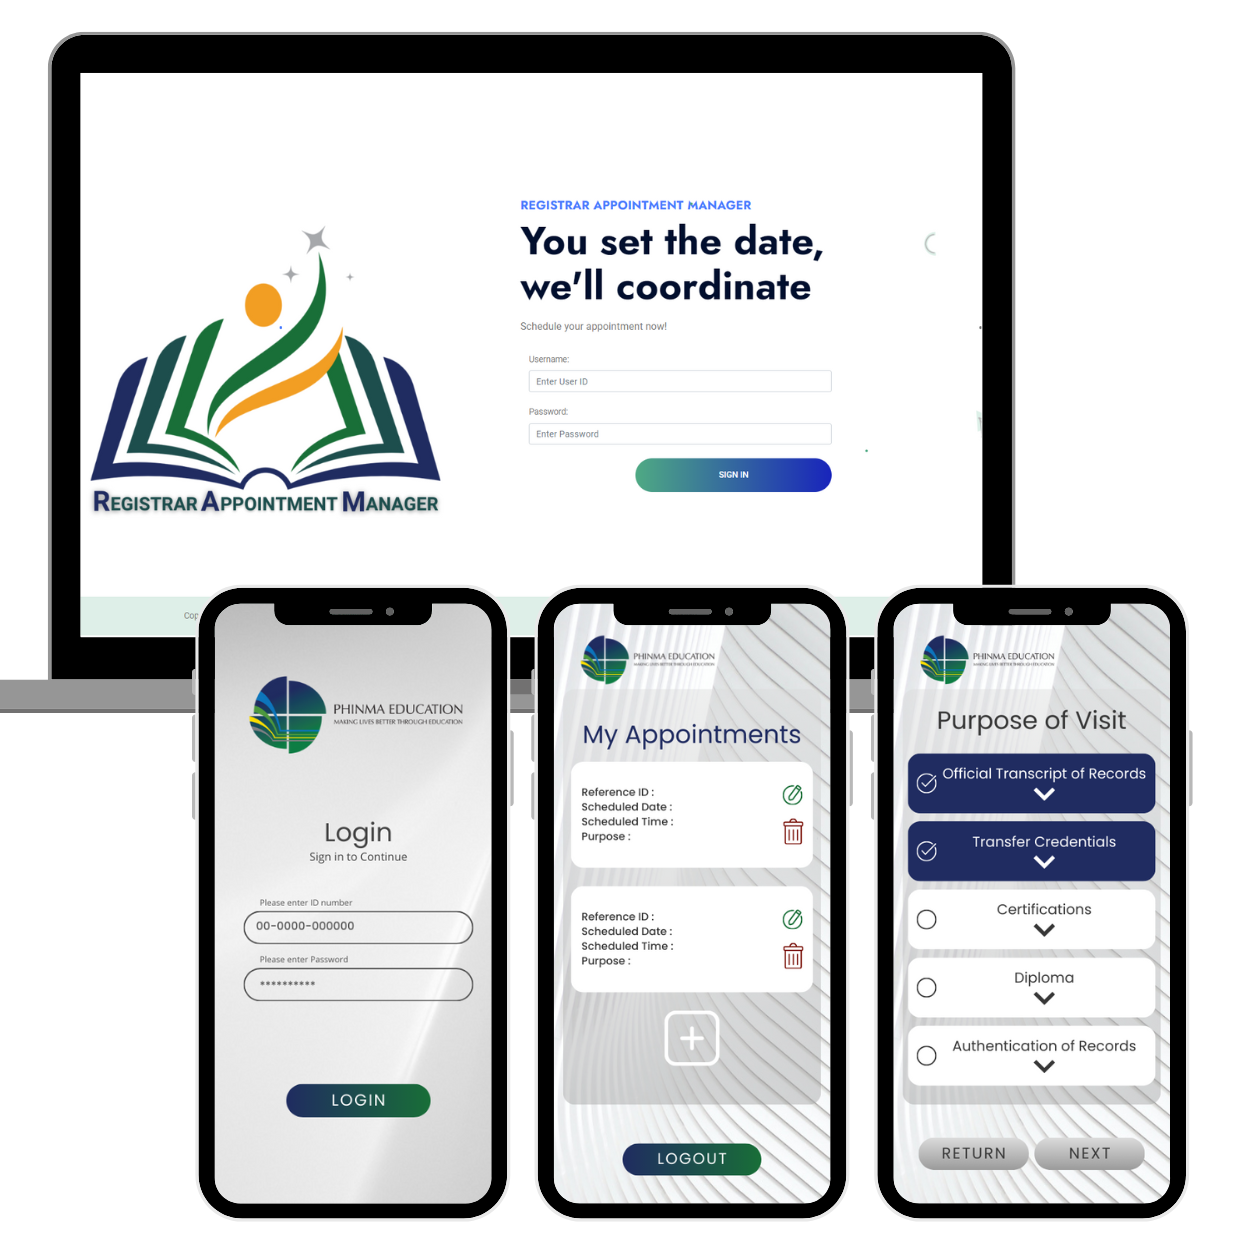 REGISTRAR APPOINTMENT MANAGER
You set the date,
we'll coordinate
Schedule your appointment now!
Username:
Enter User ID
Password:
Enter Password
SIGN IN
REGISTRAR APPOINTMENT MANAGER
PHINMA EDUCATION
MAKING LIVES BETTER THROUGH EDUCATION
Login
Sign in to Continue
Please enter ID number
00-0000-000000
Please enter Password
**********
LOGIN
PHINMA EDUCATION
MAKING LIVES BETTER THROUGH EDUCATION
My Appointments
Reference ID :
Scheduled Date :
Scheduled Time :
Purpose :
Reference ID :
Scheduled Date :
Scheduled Time :
Purpose :
LOGOUT
PHINMA EDUCATION
MAKING LIVES BETTER THROUGH EDUCATION
Purpose of Visit
Official Transcript of Records
Transfer Credentials
Certifications
Diploma
Authentication of Records
RETURN
NEXT